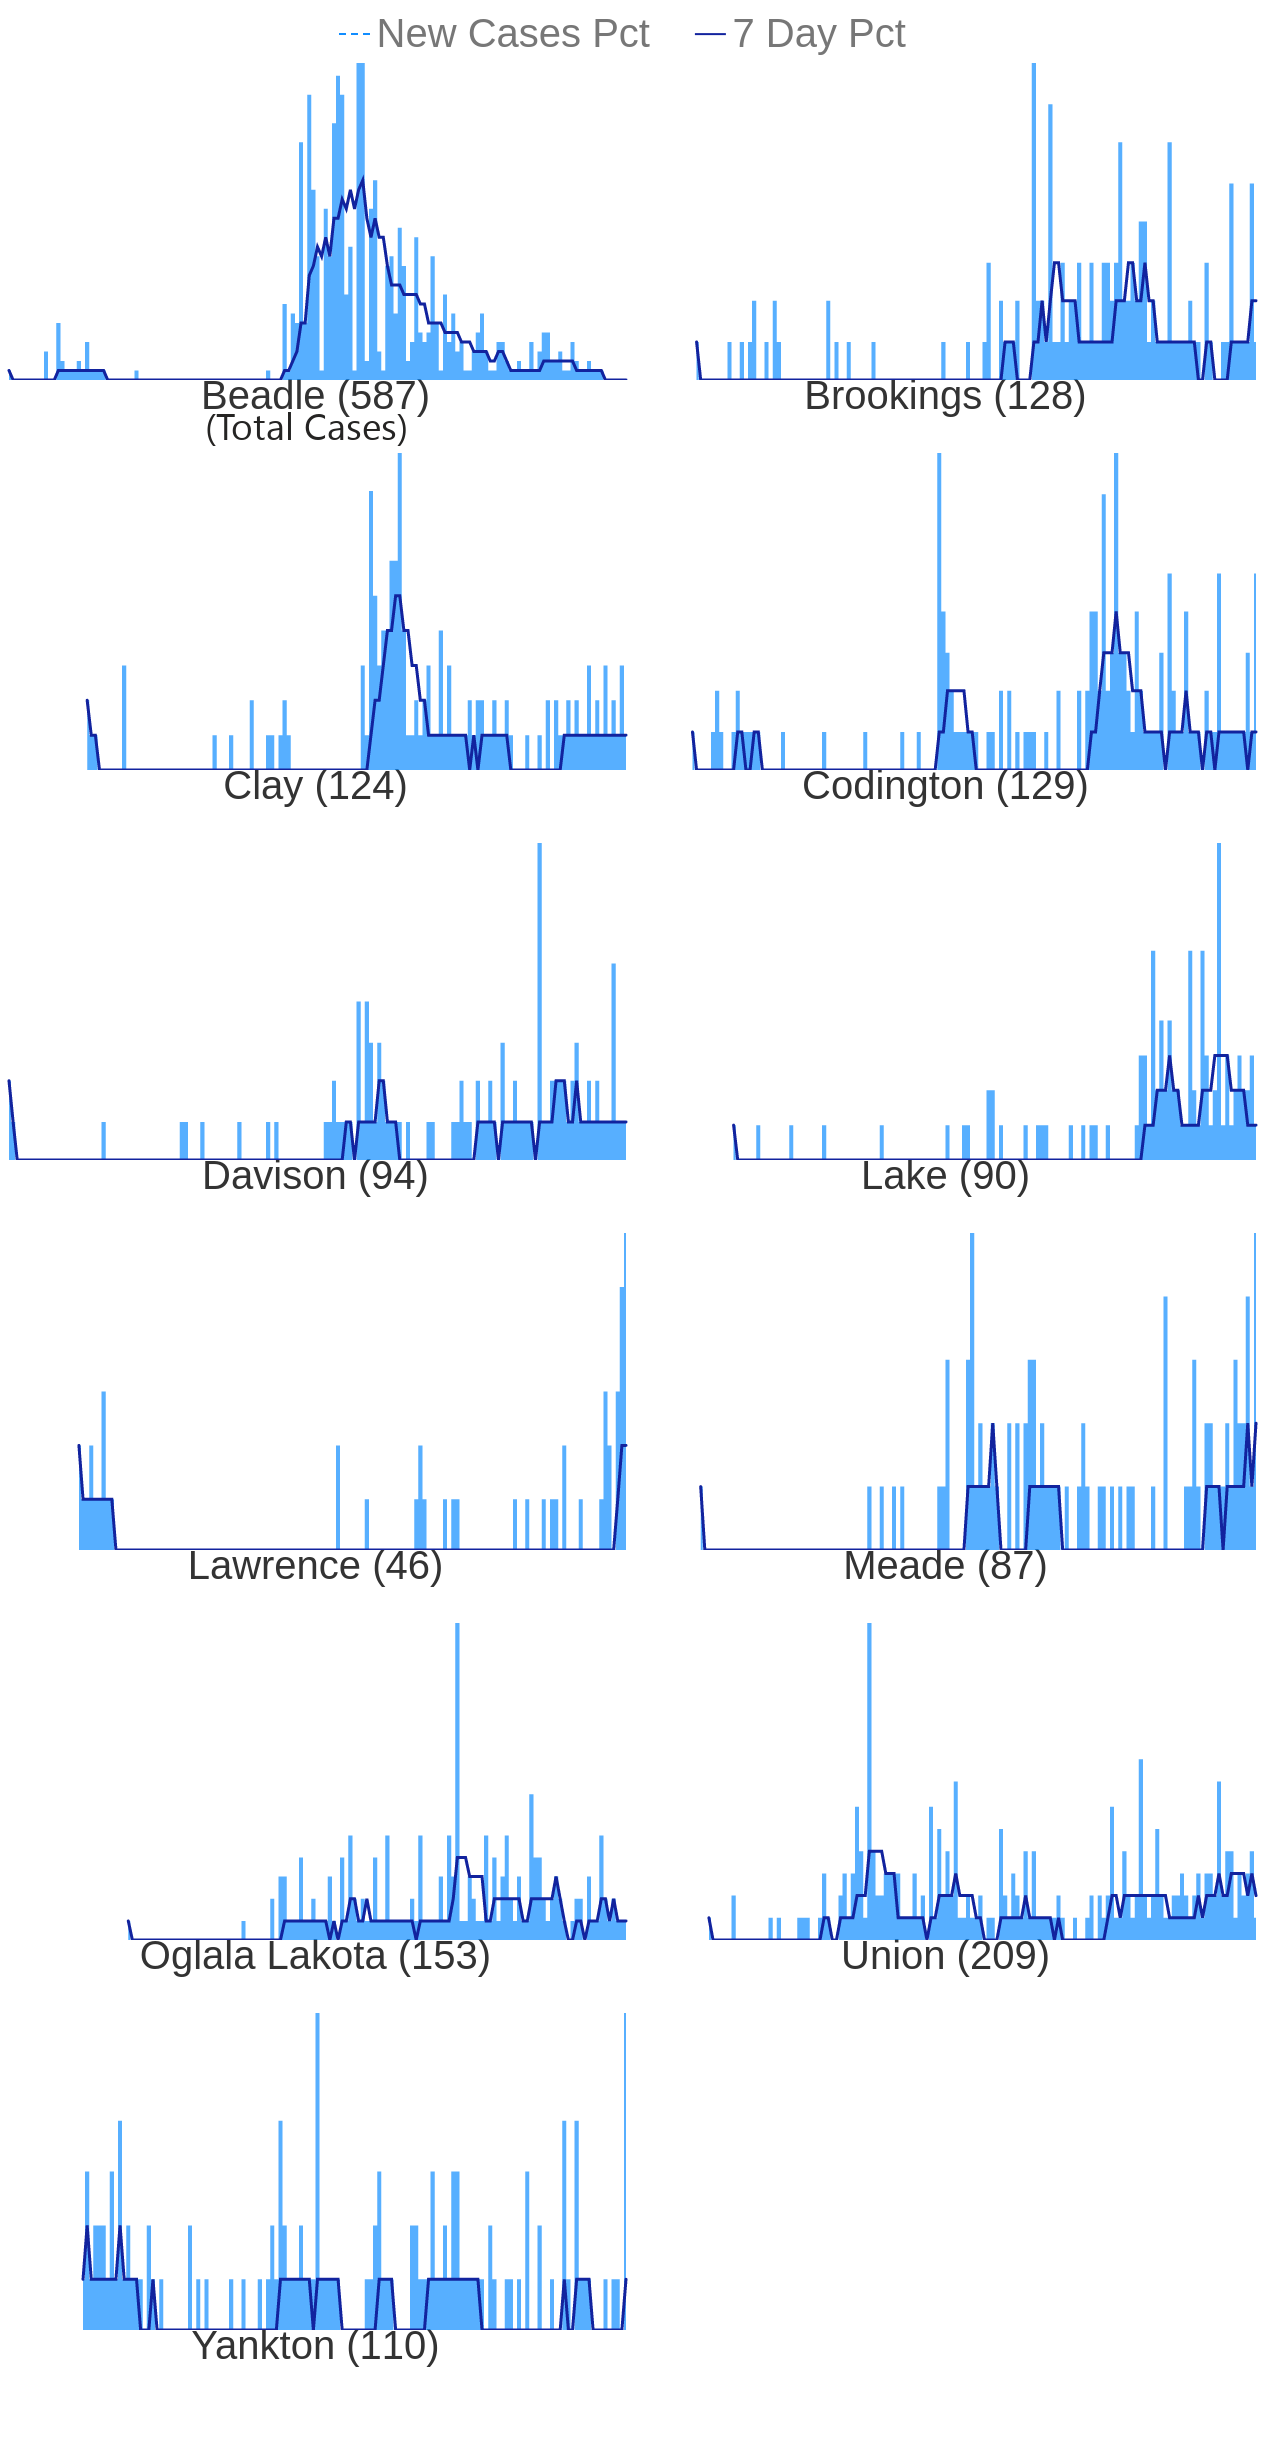 New Cases Pct 7 Day Pct
Beadle (587) Brookings (128)
(Total Cases)
Clay (124) Codington (129)
Davison (94) Lake (90)
Lawrence (46) Meade (87)
Oglala Lakota (153) Union (209)
Yankton (110)